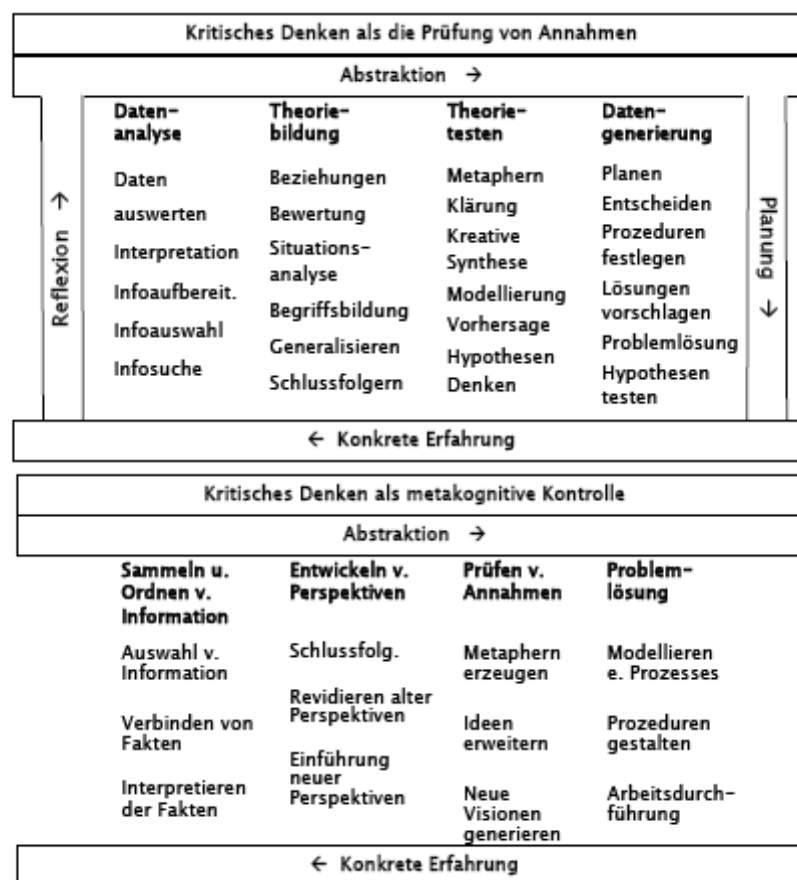 Kritisches Denken als die Prüfung von Annahmen
Abstraktion →
Reflexion →
Daten-
analyse
Daten
auswerten
Interpretation
Infoaufbereit.
Infoauswahl
Infosuche
Theorie-
bildung
Beziehungen
Bewertung
Situations-
analyse
Begriffsbildung
Generalisieren
Schlussfolgern
Theorie-
testen
Metaphern
Klärung
Kreative
Synthese
Modellierung
Vorhersage
Hypothesen
Denken
Daten-
generierung
Planen
Entscheiden
Prozeduren
festlegen
Lösungen
vorschlagen
Problemlösung
Hypothesen
testen
Planung →
← Konkrete Erfahrung
Kritisches Denken als metakognitive Kontrolle
Abstraktion →
Sammeln u.
Ordnen v.
Information
Auswahl v.
Information
Verbinden von
Fakten
Interpretieren
der Fakten
Entwickeln v.
Perspektiven
Schlussfolg.
Revidieren alter
Perspektiven
Einführung
neuer
Perspektiven
Prüfen v.
Annahmen
Metaphern
erzeugen
Ideen
erweitern
Neue
Visionen
generieren
Problem-
lösung
Modellieren
e. Prozesses
Prozeduren
gestalten
Arbeitsdurch-
führung
← Konkrete Erfahrung